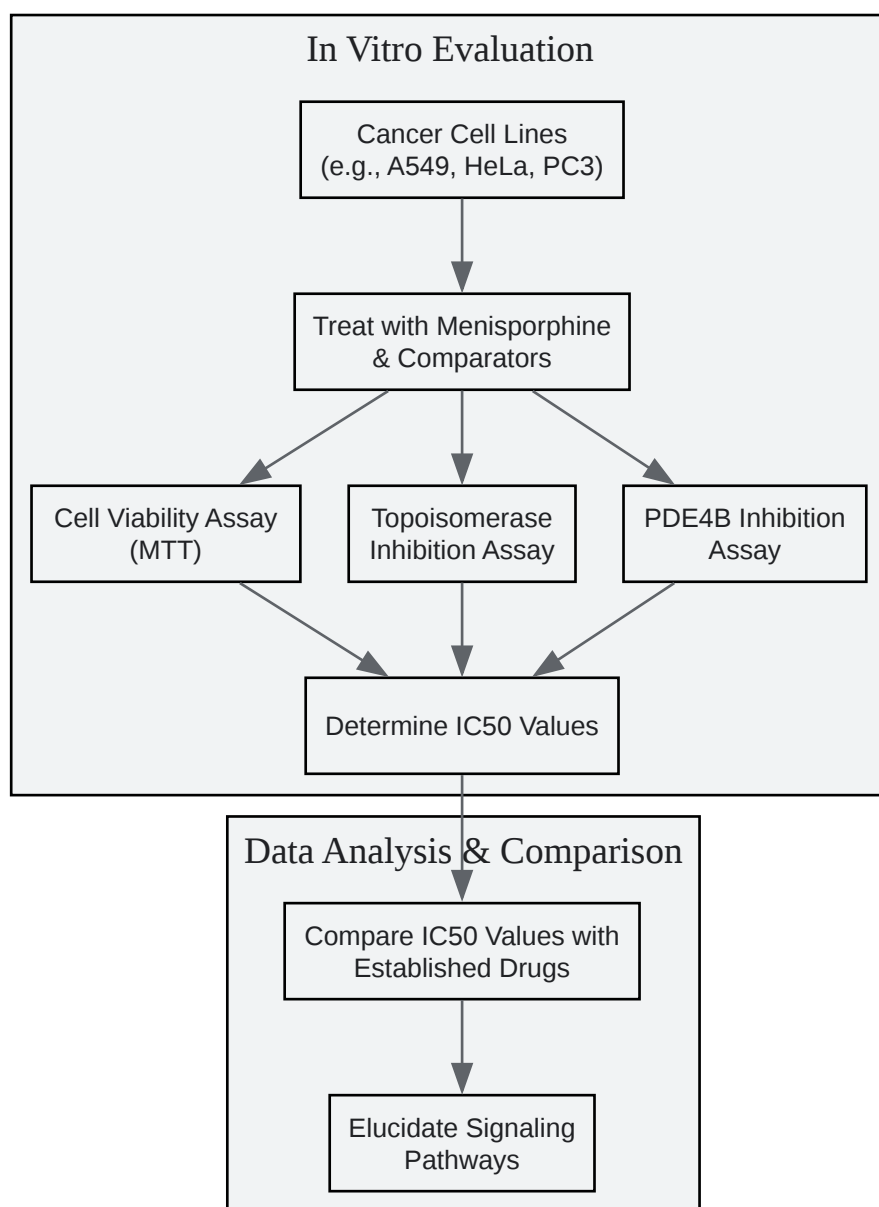 In Vitro Evaluation
Cancer Cell Lines
(e.g., A549, HeLa, PC3)
Treat with Menisporphine
& Comparators
Cell Viability Assay
(MTT)
Topoisomerase
Inhibition Assay
PDE4B Inhibition
Assay
Determine IC50 Values
Data Analysis & Comparison
Compare IC50 Values with
Established Drugs
Elucidate Signaling
Pathways